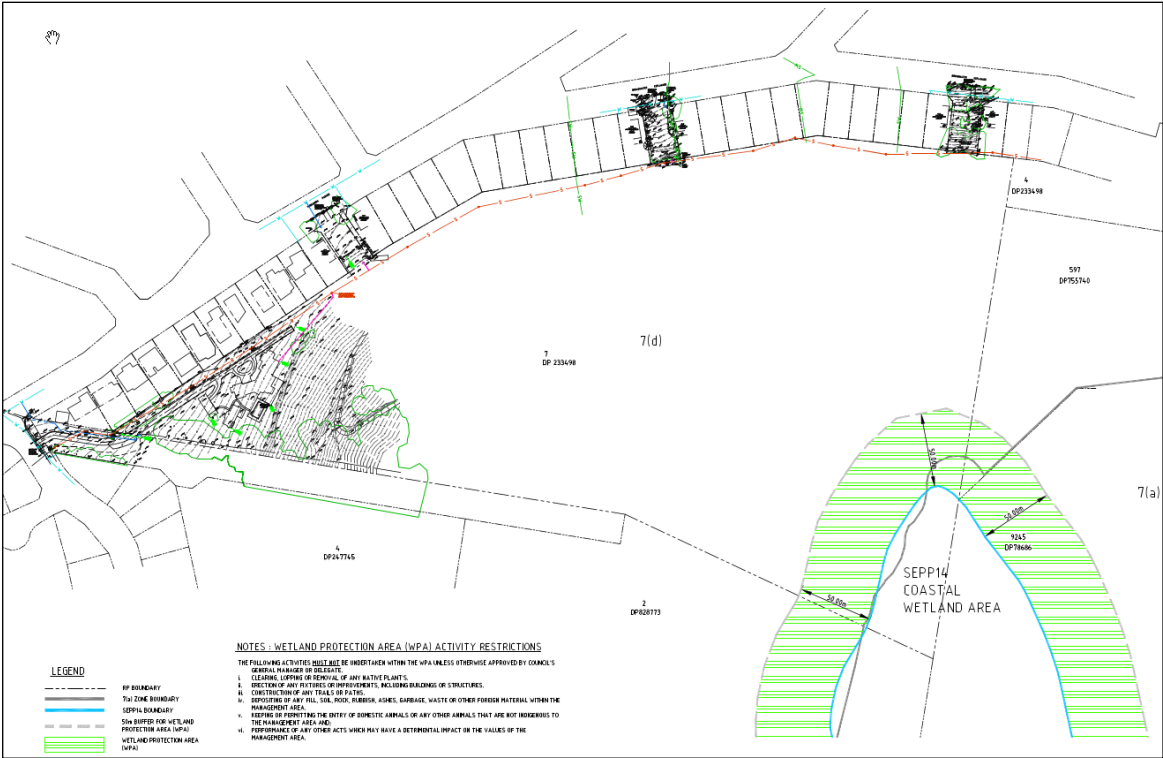 4
DP233498
597
DP755740
7(d)
7
DP 233498
50.00m
7(a)
50.00m
9245
DP78686
SEPP14
COASTAL
WETLAND AREA
50.00m
4
DP247745
2
DP828773
NOTES : WETLAND PROTECTION AREA (WPA) ACTIVITY RESTRICTIONS
THE FOLLOWING ACTIVITIES MUST NOT BE UNDERTAKEN WITHIN THE WPA UNLESS OTHERWISE APPROVED BY COUNCIL'S
GENERAL MANAGER OR DELEGATE.
i. CLEARING, LOPPING OR REMOVAL OF ANY NATIVE PLANTS.
ii. ERECTION OF ANY FIXTURES OR IMPROVEMENTS, INCLUDING BUILDINGS OR STRUCTURES.
iii. CONSTRUCTION OF ANY TRAILS OR PATHS.
iv. DEPOSITING OF ANY FILL, SOIL, ROCK, RUBBISH, ASHES, GARBAGE, WASTE OR OTHER FOREIGN MATERIAL WITHIN THE
MANAGEMENT AREA.
v. KEEPING OR PERMITTING THE ENTRY OF DOMESTIC ANIMALS OR ANY OTHER ANIMALS THAT ARE NOT INDIGENOUS TO
THE MANAGEMENT AREA AND;
vi. PERFORMANCE OF ANY OTHER ACTS WHICH MAY HAVE A DETRIMENTAL IMPACT ON THE VALUES OF THE
MANAGEMENT AREA.
LEGEND
RP BOUNDARY
7(a) ZONE BOUNDARY
SEPP14 BOUNDARY
50m BUFFER FOR WETLAND
PROTECTION AREA (WPA)
WETLAND PROTECTION AREA
(WPA)